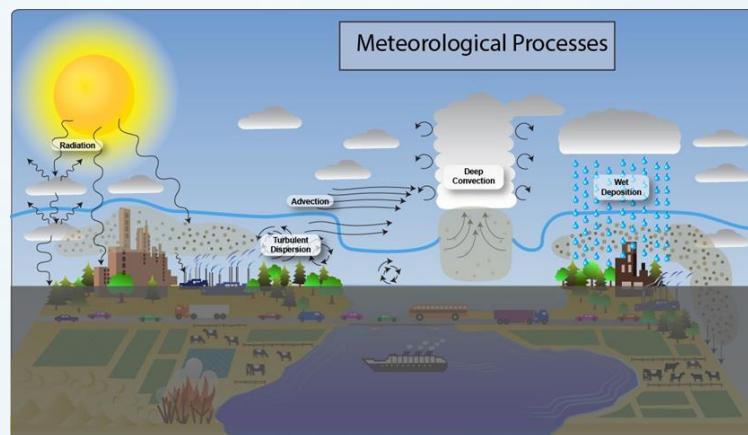 Meteorological Processes
Radiation
Advection
Turbulent
Dispersion
Deep
Convection
Wet
Deposition